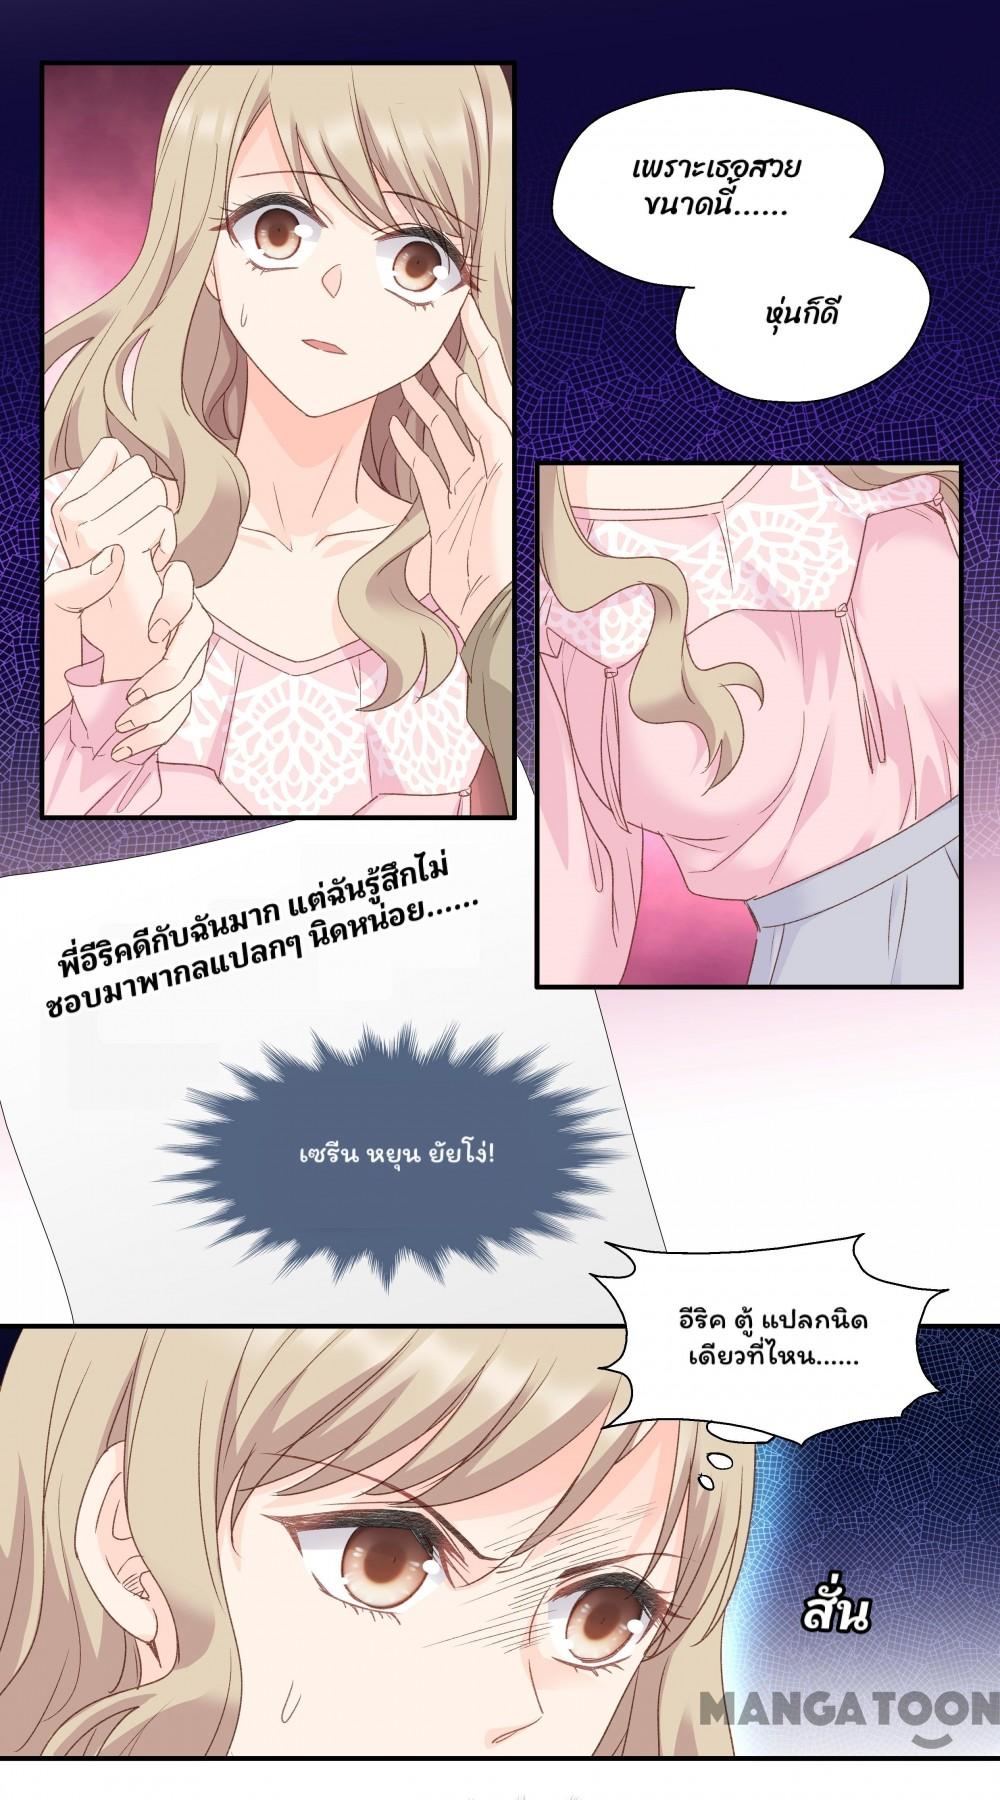 เพราะเธอสวย
ขนาดนี้......
หุ่นก็ดี
พี่อีริคดีกับฉันมาก แต่ฉันรู้สึกไม่
ชอบมาพากลแปลกๆ นิดหน่อย......
เซรีน หยุน ยัยโง่!
อีริค ตู้ แปลกนิด
เดียวที่ไหน......
สั่น
MANGATOON